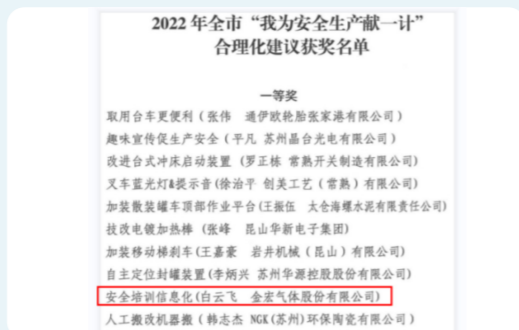 2022年全市“我为安全生产献一计”
合理化建议获奖名单
一等奖
取用台车更便利(张伟 通伊欧轮胎张家港有限公司)
趣味宣传促生产安全(平凡 苏州晶台光电有限公司)
改进台式冲床启动装置(罗正栋 常熟开关制造有限公司)
叉车蓝光灯&提示音(徐治平 创美工艺(常熟)有限公司)
加装散装罐车顶部作业平台(王振伍 太仓海螺水泥有限责任公司)
技改电镀加热棒(张峰 昆山华新电子集团)
加装移动梯刹车(王嘉豪 岩井机械(昆山)有限公司)
自主定位封罐装置(李炳兴 苏州华源控股股份有限公司)
安全培训信息化(白云飞 金宏气体股份有限公司)
人工搬改机器搬(韩志杰 NGK(苏州)环保陶瓷有限公司)